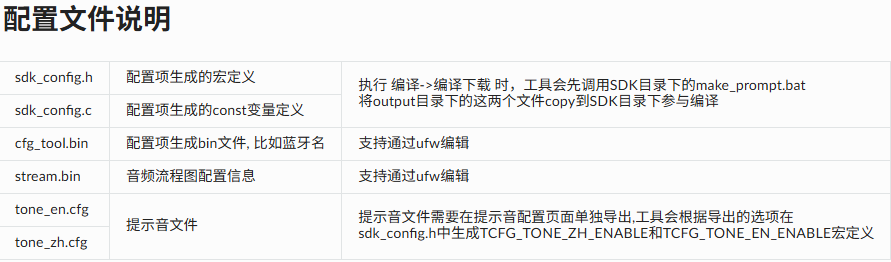 配置文件说明
sdk_config.h
配置项生成的宏定义
执行 编译->编译下载 时，工具会先调用SDK目录下的make_prompt.bat
将output目录下的这两个文件copy到SDK目录下参与编译
sdk_config.c
配置项生成的const变量定义
cfg_tool.bin
配置项生成bin文件, 比如蓝牙名
支持通过ufw编辑
stream.bin
音频流程图配置信息
支持通过ufw编辑
tone_en.cfg
提示音文件
提示音文件需要在提示音配置页面单独导出,工具会根据导出的选项在
sdk_config.h中生成TCFG_TONE_ZH_ENABLE和TCFG_TONE_EN_ENABLE宏定义
tone_zh.cfg